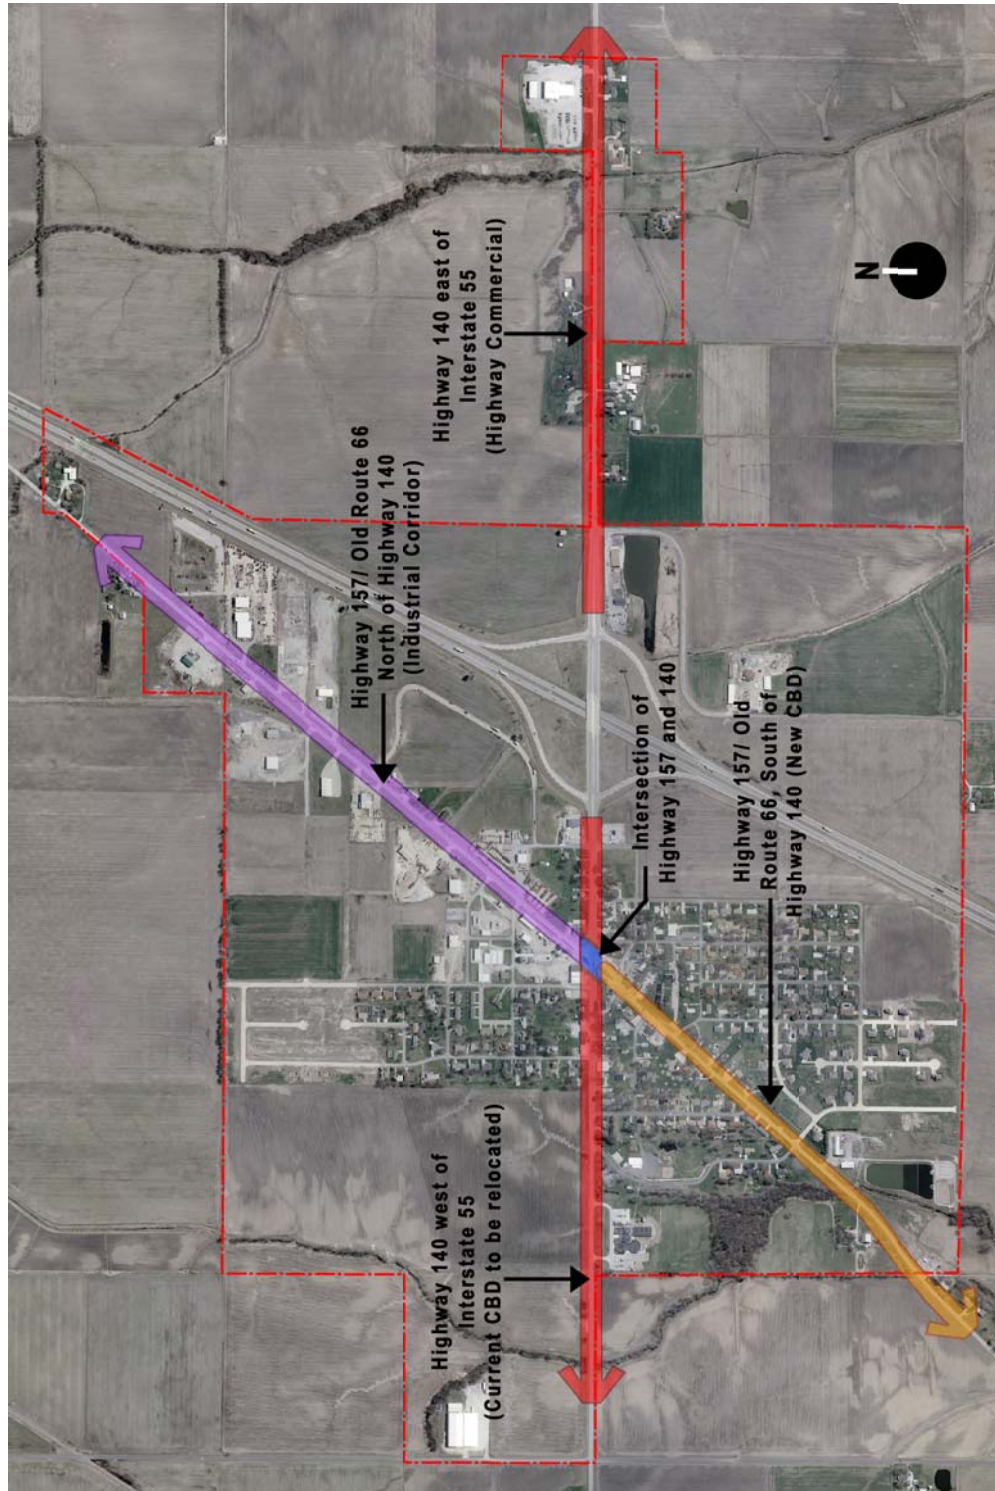 Highway 140 west of
Interstate 55
(Current CBD to be relocated)
Highway 157/ Old Route 66
North of Highway 140
(Industrial Corridor)
Highway 140 east of
Interstate 55
(Highway Commercial)
Intersection of
Highway 157 and 140
Highway 157/ Old
Route 66, South of
Highway 140 (New CBD)
N